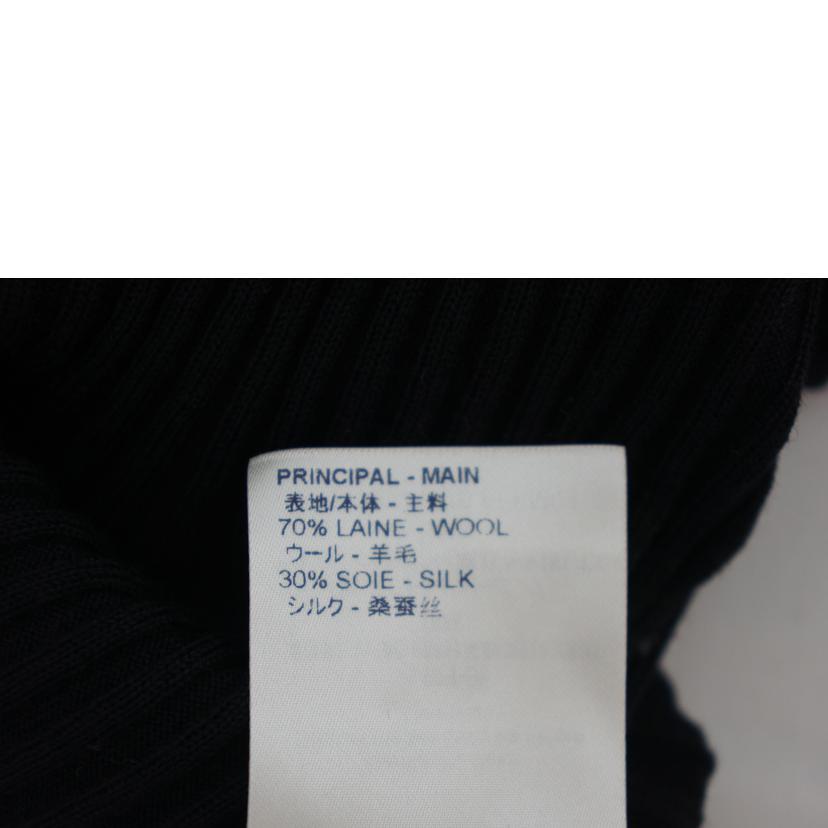 PRINCIPAL - MAIN
表地/本体 - 主料
70% LAINE - WOOL
ウール - 羊毛
30% SOIE - SILK
シルク - 桑蚕丝